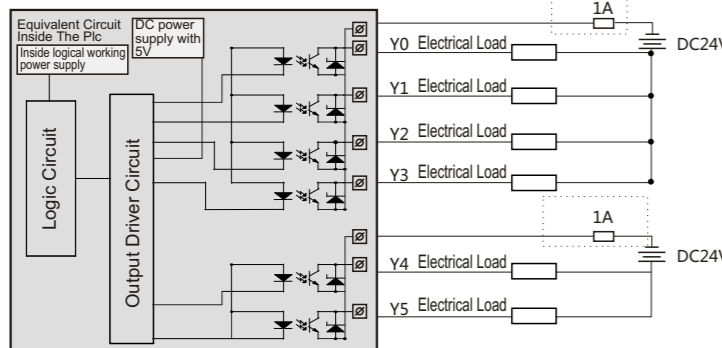 Equivalent Circuit
Inside The Plc
Inside logical working
power supply
DC power
supply with
5V
Logic Circuit
Output Driver Circuit
1A
DC24V
Y0 Electrical Load
Y1 Electrical Load
Y2 Electrical Load
Y3 Electrical Load
1A
DC24V
Y4 Electrical Load
Y5 Electrical Load